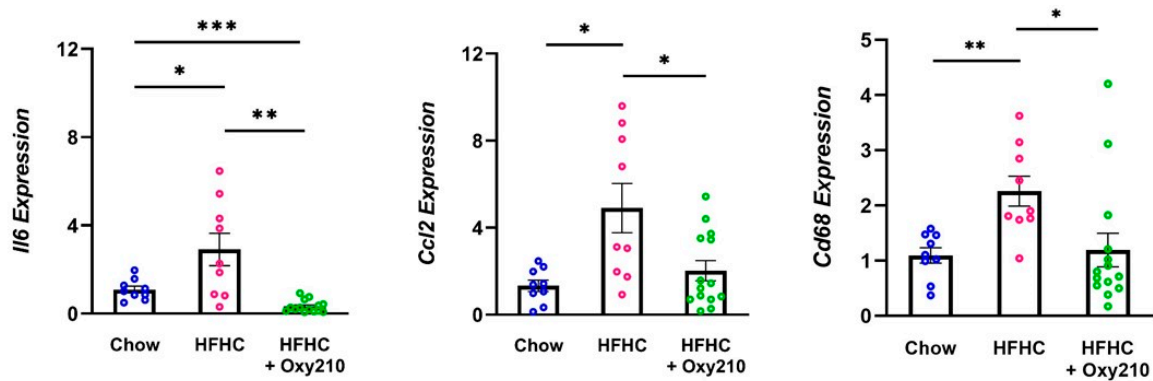 ***
*
**
12
8
4
0
Il6 Expression
Chow
HFHC
HFHC
+ Oxy210
*
*
12
8
4
0
Ccl2 Expression
Chow
HFHC
HFHC
+ Oxy210
*
**
5
4
3
2
1
0
Cd68 Expression
Chow
HFHC
HFHC
+ Oxy210